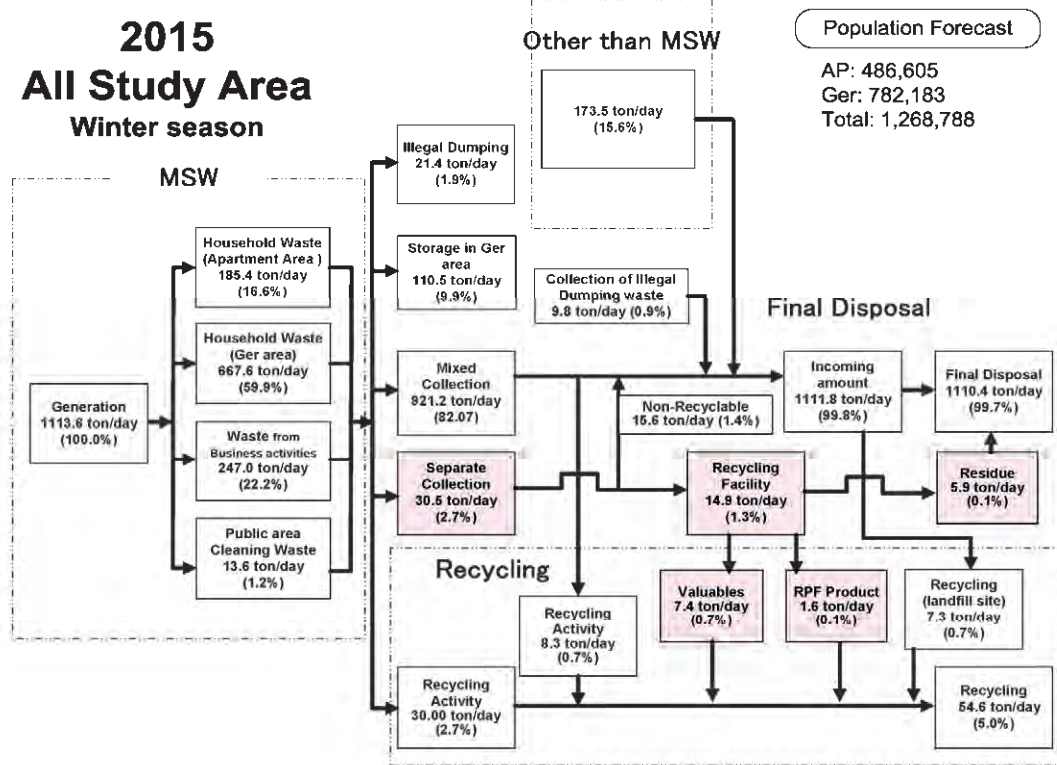 2015
All Study Area
Winter season
Population Forecast
AP: 486,605
Ger: 782,183
Total: 1,268,788
Other than MSW
173.5 ton/day
(15.6%)
MSW
Generation
1113.6 ton/day
(100.0%)
Household Waste
(Apartment Area )
185.4 ton/day
(16.6%)
Household Waste
(Ger area)
667.6 ton/day
(59.9%)
Waste from
Business activities
247.0 ton/day
(22.2%)
Public area
Cleaning Waste
13.6 ton/day
(1.2%)
Illegal Dumping
21.4 ton/day
(1.9%)
Storage in Ger
area
110.5 ton/day
(9.9%)
Mixed
Collection
921.2 ton/day
(82.07)
Separate
Collection
30.5 ton/day
(2.7%)
Collection of Illegal
Dumping waste
9.8 ton/day (0.9%)
Non-Recyclable
15.6 ton/day (1.4%)
Recycling
Facility
14.9 ton/day
(1.3%)
Final Disposal
Incoming
amount
1111.8 ton/day
(99.8%)
Final Disposal
1110.4 ton/day
(99.7%)
Residue
5.9 ton/day
(0.1%)
Recycling
Recycling
Activity
8.3 ton/day
(0.7%)
Valuables
7.4 ton/day
(0.7%)
RPF Product
1.6 ton/day
(0.1%)
Recycling
(landfill site)
7.3 ton/day
(0.7%)
Recycling
Activity
30.00 ton/day
(2.7%)
Recycling
54.6 ton/day
(5.0%)